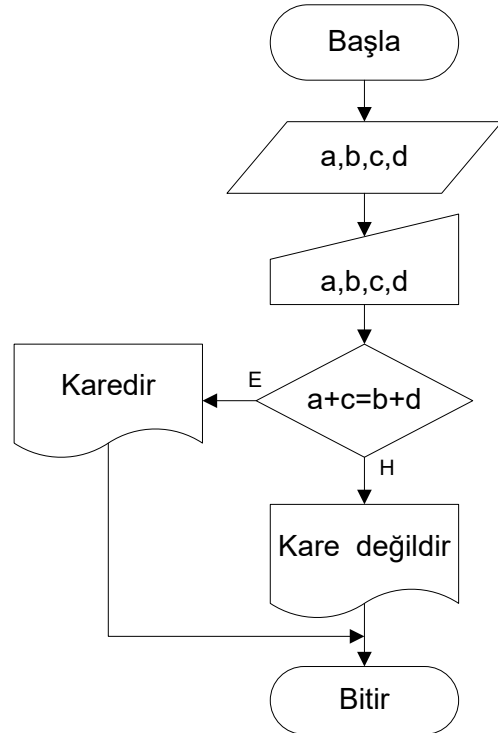 Başla
a,b,c,d
a,b,c,d
a+c=b+d
E
Karedir
H
Kare değildir
Bitir